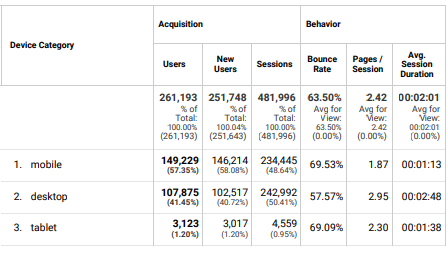 Acquisition Behavior
Device Category
Users New Users Sessions Bounce Rate Pages / Session Avg. Session Duration
261,193 251,748 481,996 63.50% 2.42 00:02:01
% of Total: % of Total: % of Total: Avg for View: Avg for View: Avg for View:
100.00% 100.04% 100.00% 63.50% 2.42 00:02:01
(261,193) (251,643) (481,996) (0.00%) (0.00%) (0.00%)
1. mobile 149,229 146,214 234,445 69.53% 1.87 00:01:13
(57.35%) (58.08%) (48.64%)
2. desktop 107,875 102,517 242,992 57.57% 2.95 00:02:48
(41.45%) (40.72%) (50.41%)
3. tablet 3,123 3,017 4,559 69.09% 2.30 00:01:38
(1.20%) (1.20%) (0.95%)